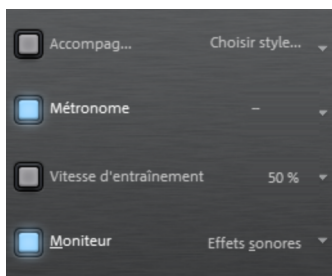 Accompag... Choisir style...
Métronome –
Vitesse d'entraînement 50 %
Moniteur Effets sonores